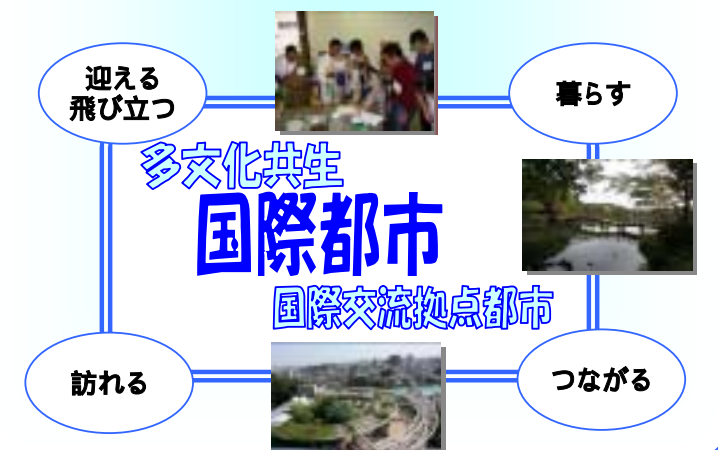 迎える
飛び立つ
暮らす
多文化共生
国際都市
国際交流拠点都市
訪れる
つながる